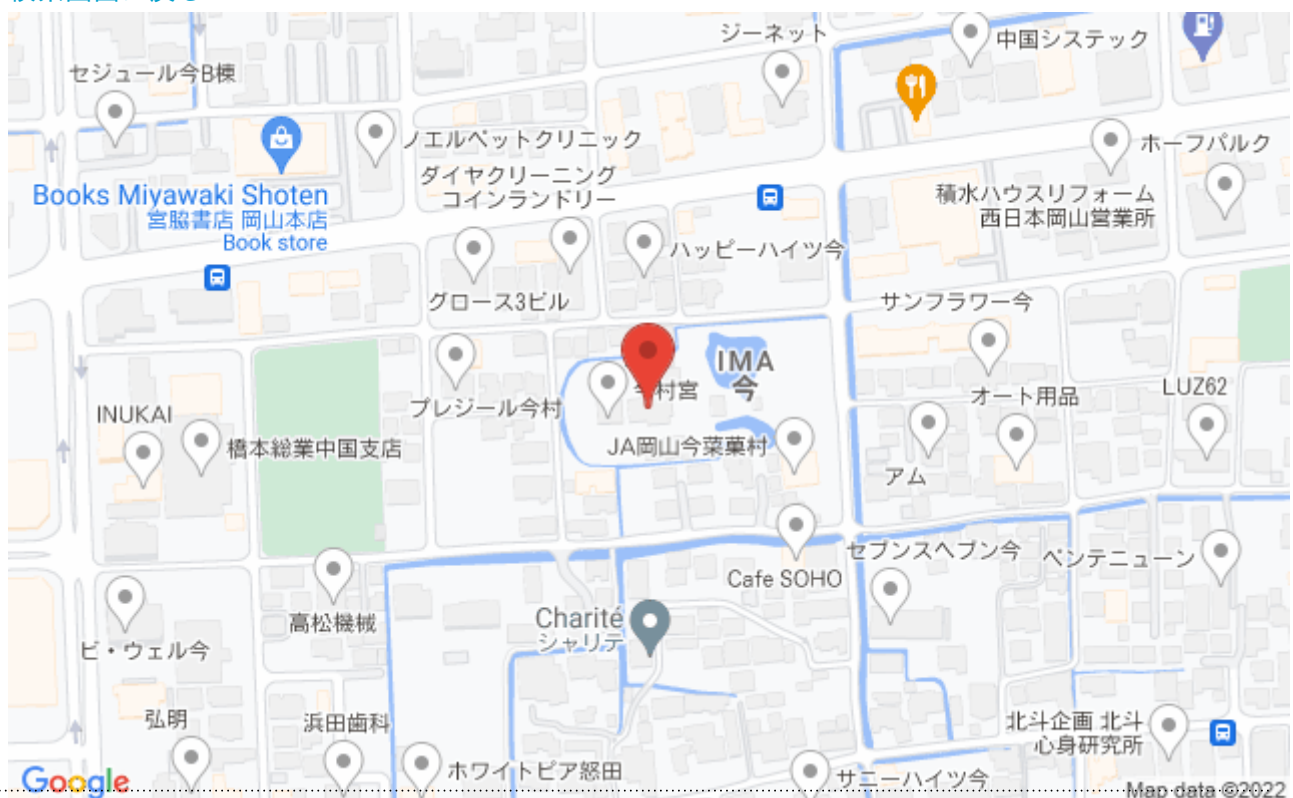 ジーネット
中国システック
セジュール今B棟
ノエルペットクリニック
ホーフパルク
ダイヤクリーニング
コインランドリー
Books Miyawaki Shoten
宮脇書店 岡山本店
Book store
積水ハウスリフォーム
西日本岡山営業所
ハッピーハイツ今
グロース3ビル
サンフラワー今
IMA
今
今村宮
プレジール今村
オート用品
LUZ62
INUKAI
橋本総業中国支店
JA岡山今菜菓村
アム
セブンスヘブン今
ペンテニューン
Cafe SOHO
高松機械
Charité
シャリテ
ビ・ウェル今
弘明
浜田歯科
北斗企画 北斗
心身研究所
ホワイトピア怒田
サニーハイツ今
Google
Map data ©2022